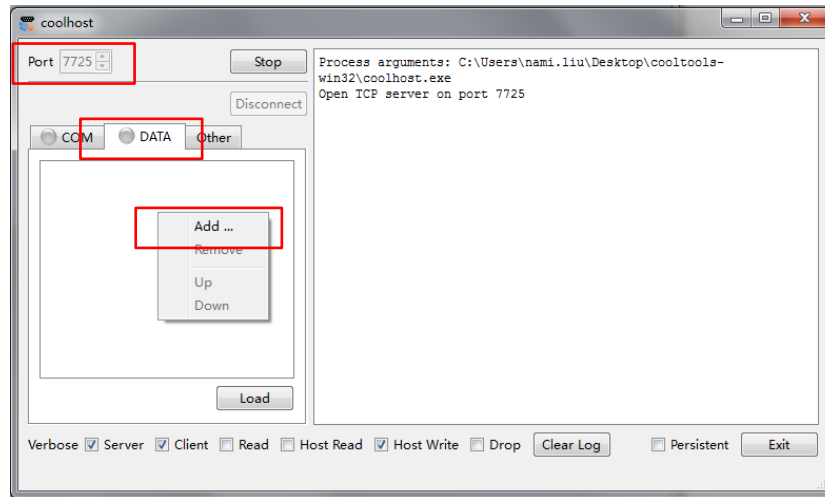 coolhost
Port 7725 Stop
Disconnect
COM DATA Other
Add ...
Remove
Up
Down
Load
Process arguments: C:\Users\nami.liu\Desktop\cooltools-
win32\coolhost.exe
Open TCP server on port 7725
Verbose Server Client Read Host Read Host Write Drop Clear Log Persistent Exit